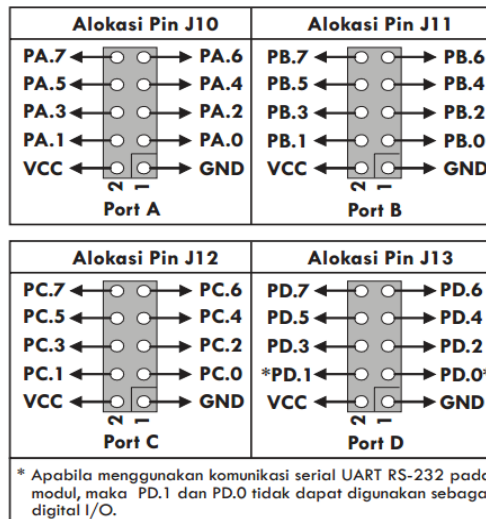 Alokasi Pin J10 Alokasi Pin J11
PA.7 PA.6 PB.7 PB.6
PA.5 PA.4 PB.5 PB.4
PA.3 PA.2 PB.3 PB.2
PA.1 PA.0 PB.1 PB.0
VCC GND VCC GND
2 1 2 1
Port A Port B
Alokasi Pin J12 Alokasi Pin J13
PC.7 PC.6 PD.7 PD.6
PC.5 PC.4 PD.5 PD.4
PC.3 PC.2 PD.3 PD.2
PC.1 PC.0 *PD.1 PD.0*
VCC GND VCC GND
2 1 2 1
Port C Port D
* Apabila menggunakan komunikasi serial UART RS-232 pada
modul, maka PD.1 dan PD.0 tidak dapat digunakan sebaga
digital I/O.